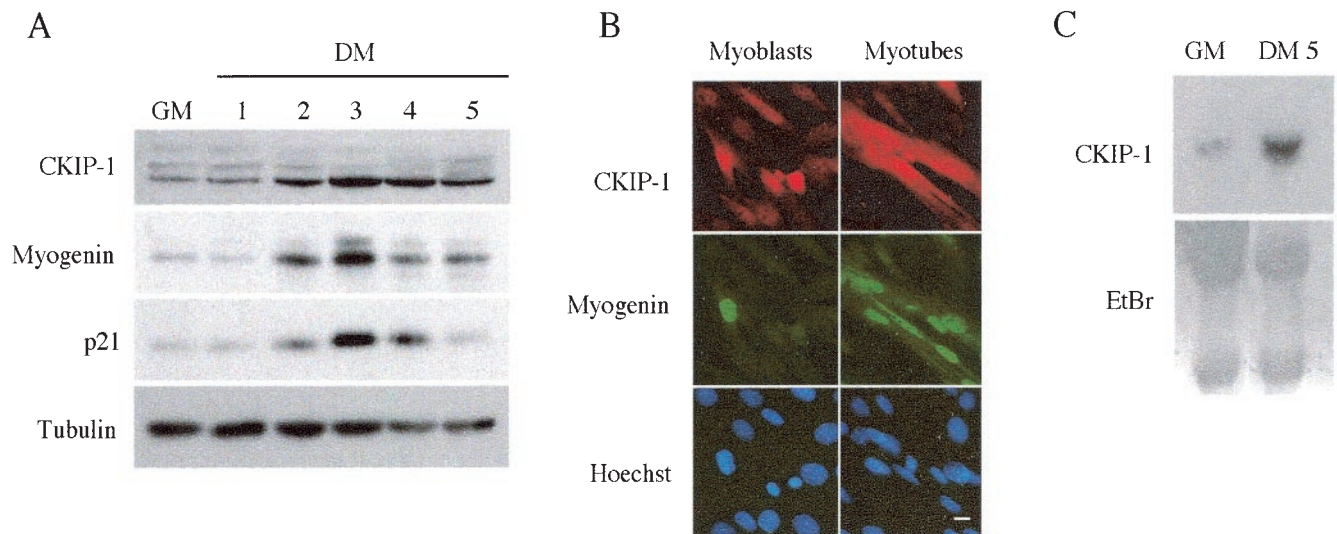 A
DM
GM 1 2 3 4 5
CKIP-1
Myogenin
p21
Tubulin
B
Myoblasts Myotubes
CKIP-1
Myogenin
Hoechst
C
GM DM 5
CKIP-1
EtBr